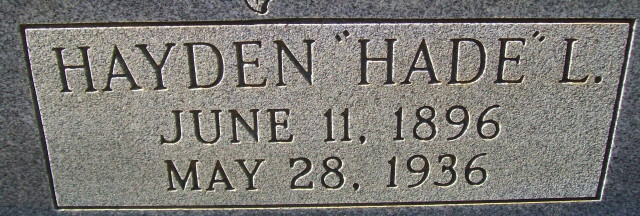 HAYDEN "HADE" L.
JUNE 11, 1896
MAY 28, 1936